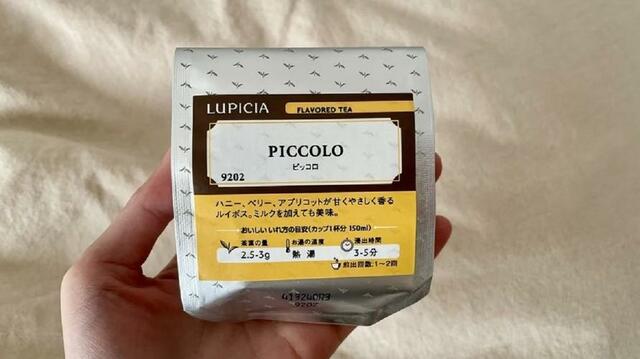 LUPICIA FLAVORED TEA
PICCOLO
ピッコロ
9202
ハニー、ベリー、アプリコットが甘くやさしく香る
ルイボス。ミルクを加えても美味。
おいしいいれ方の目安(カップ1杯分 150ml)
茶葉の量 お湯の温度 浸出時間
2.5-3g 熱湯 3-5分
煎出回数:1~2回
41324DR3
9202